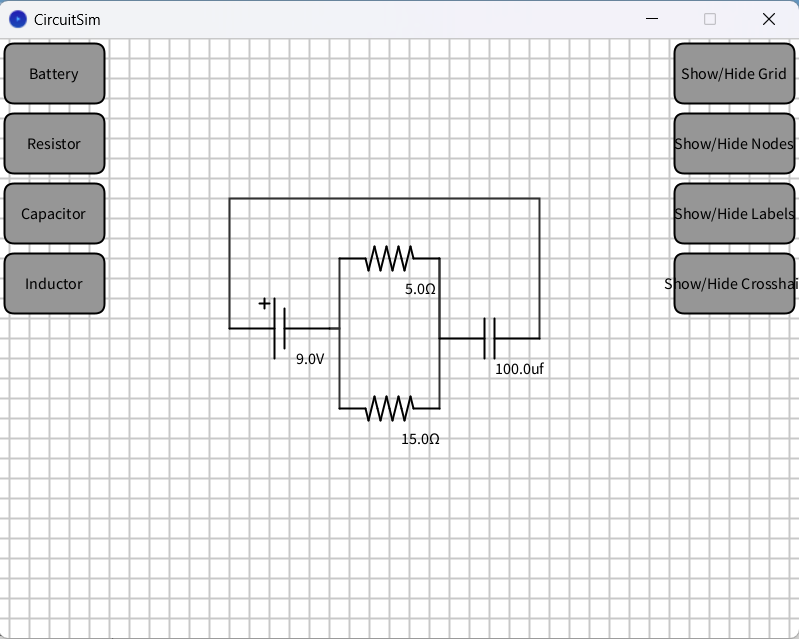 CircuitSim
Battery
Show/Hide Grid
Resistor
Show/Hide Nodes
Capacitor
Show/Hide Labels
Inductor
Show/Hide Crosshai
+
5.0Ω
9.0V
100.0uf
15.0Ω